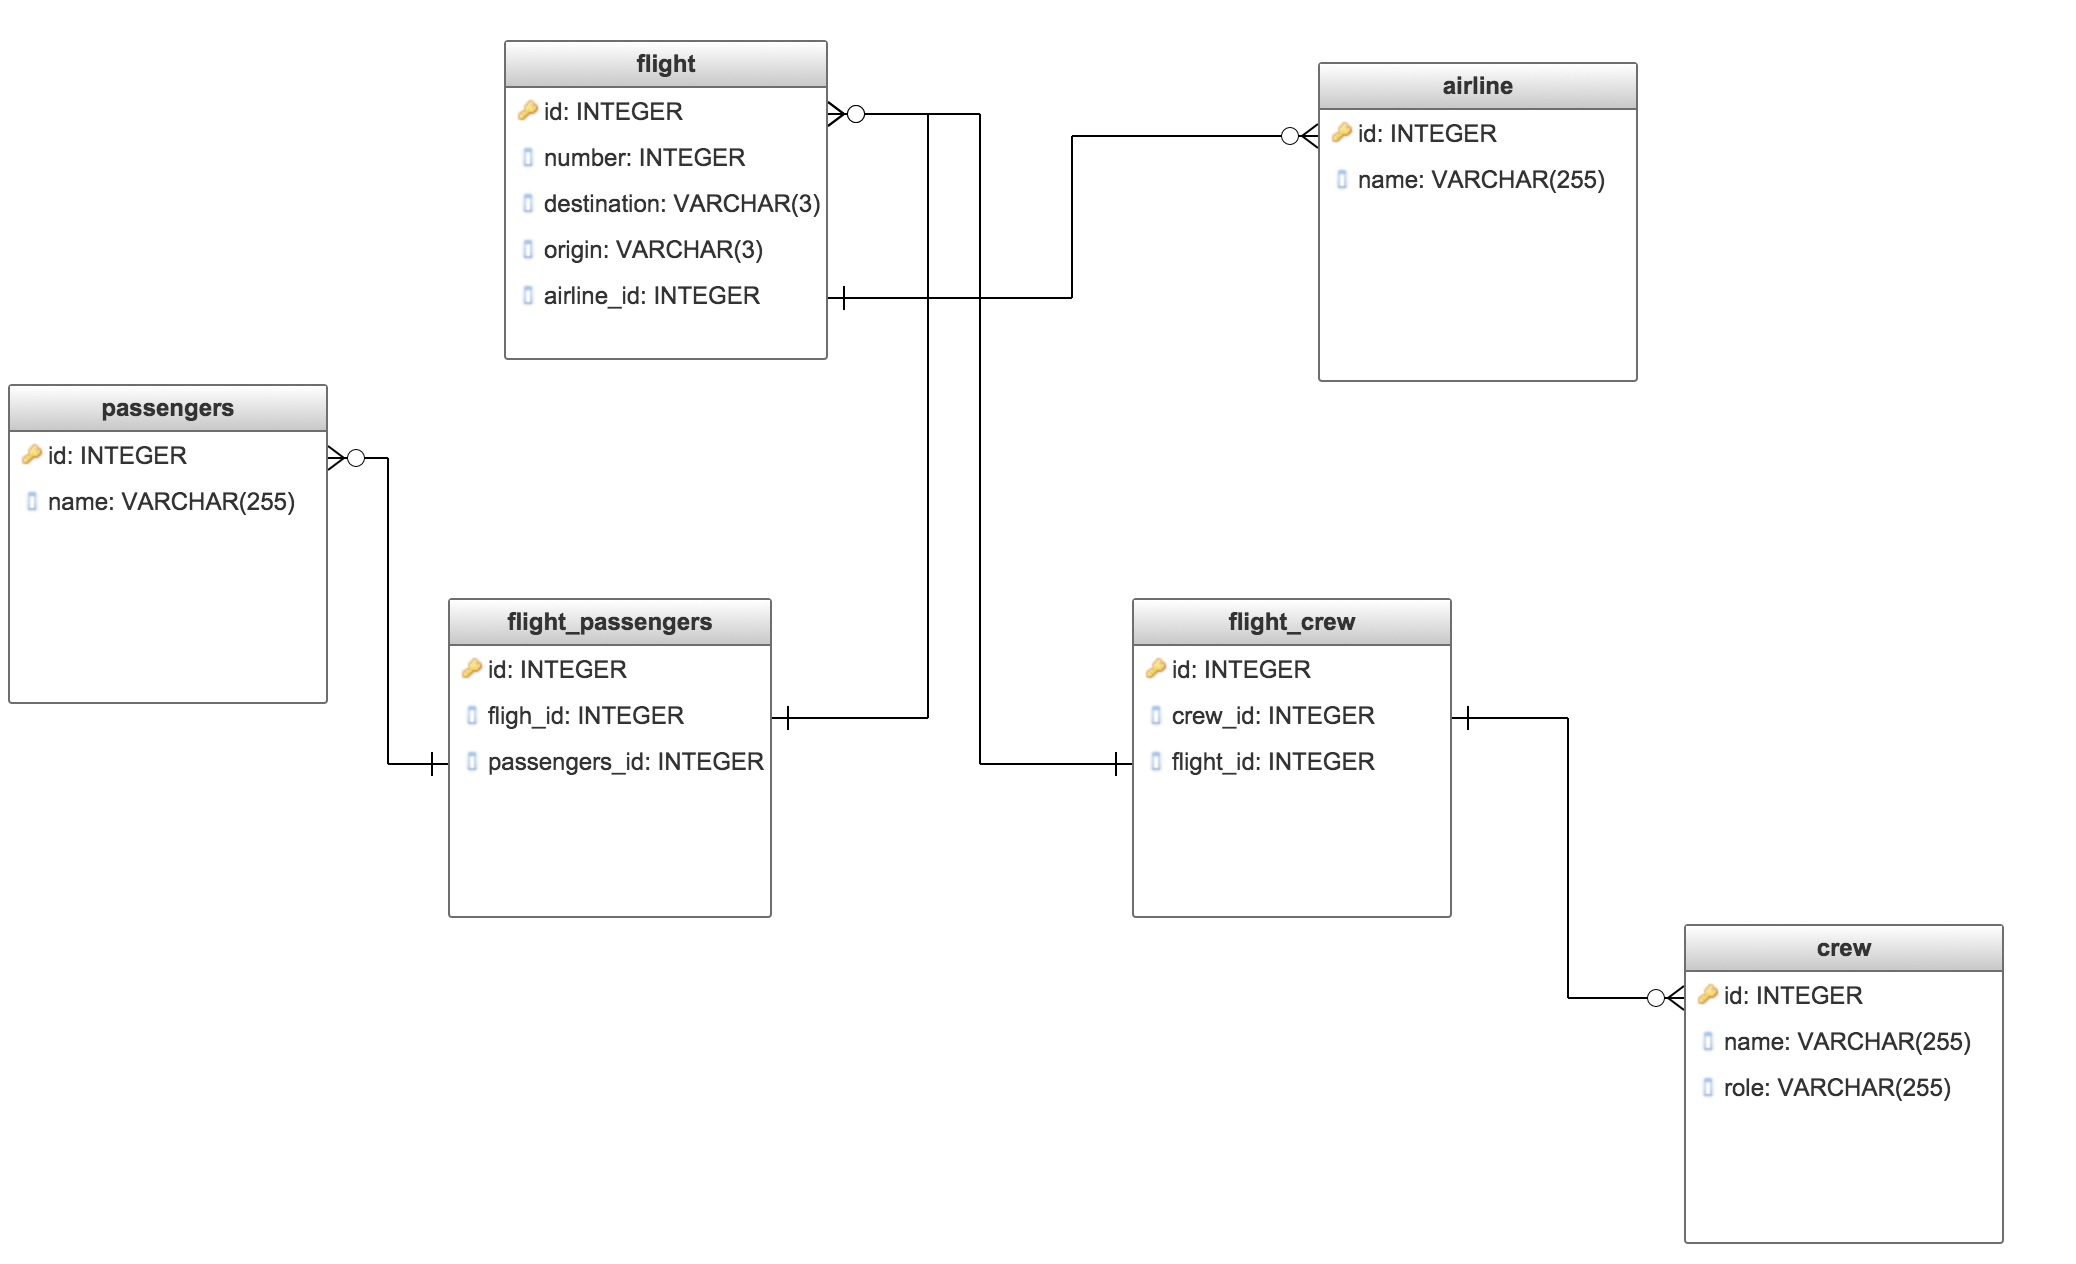 flight
id: INTEGER
number: INTEGER
destination: VARCHAR(3)
origin: VARCHAR(3)
airline_id: INTEGER
airline
id: INTEGER
name: VARCHAR(255)
passengers
id: INTEGER
name: VARCHAR(255)
flight_passengers
id: INTEGER
fligh_id: INTEGER
passengers_id: INTEGER
flight_crew
id: INTEGER
crew_id: INTEGER
flight_id: INTEGER
crew
id: INTEGER
name: VARCHAR(255)
role: VARCHAR(255)